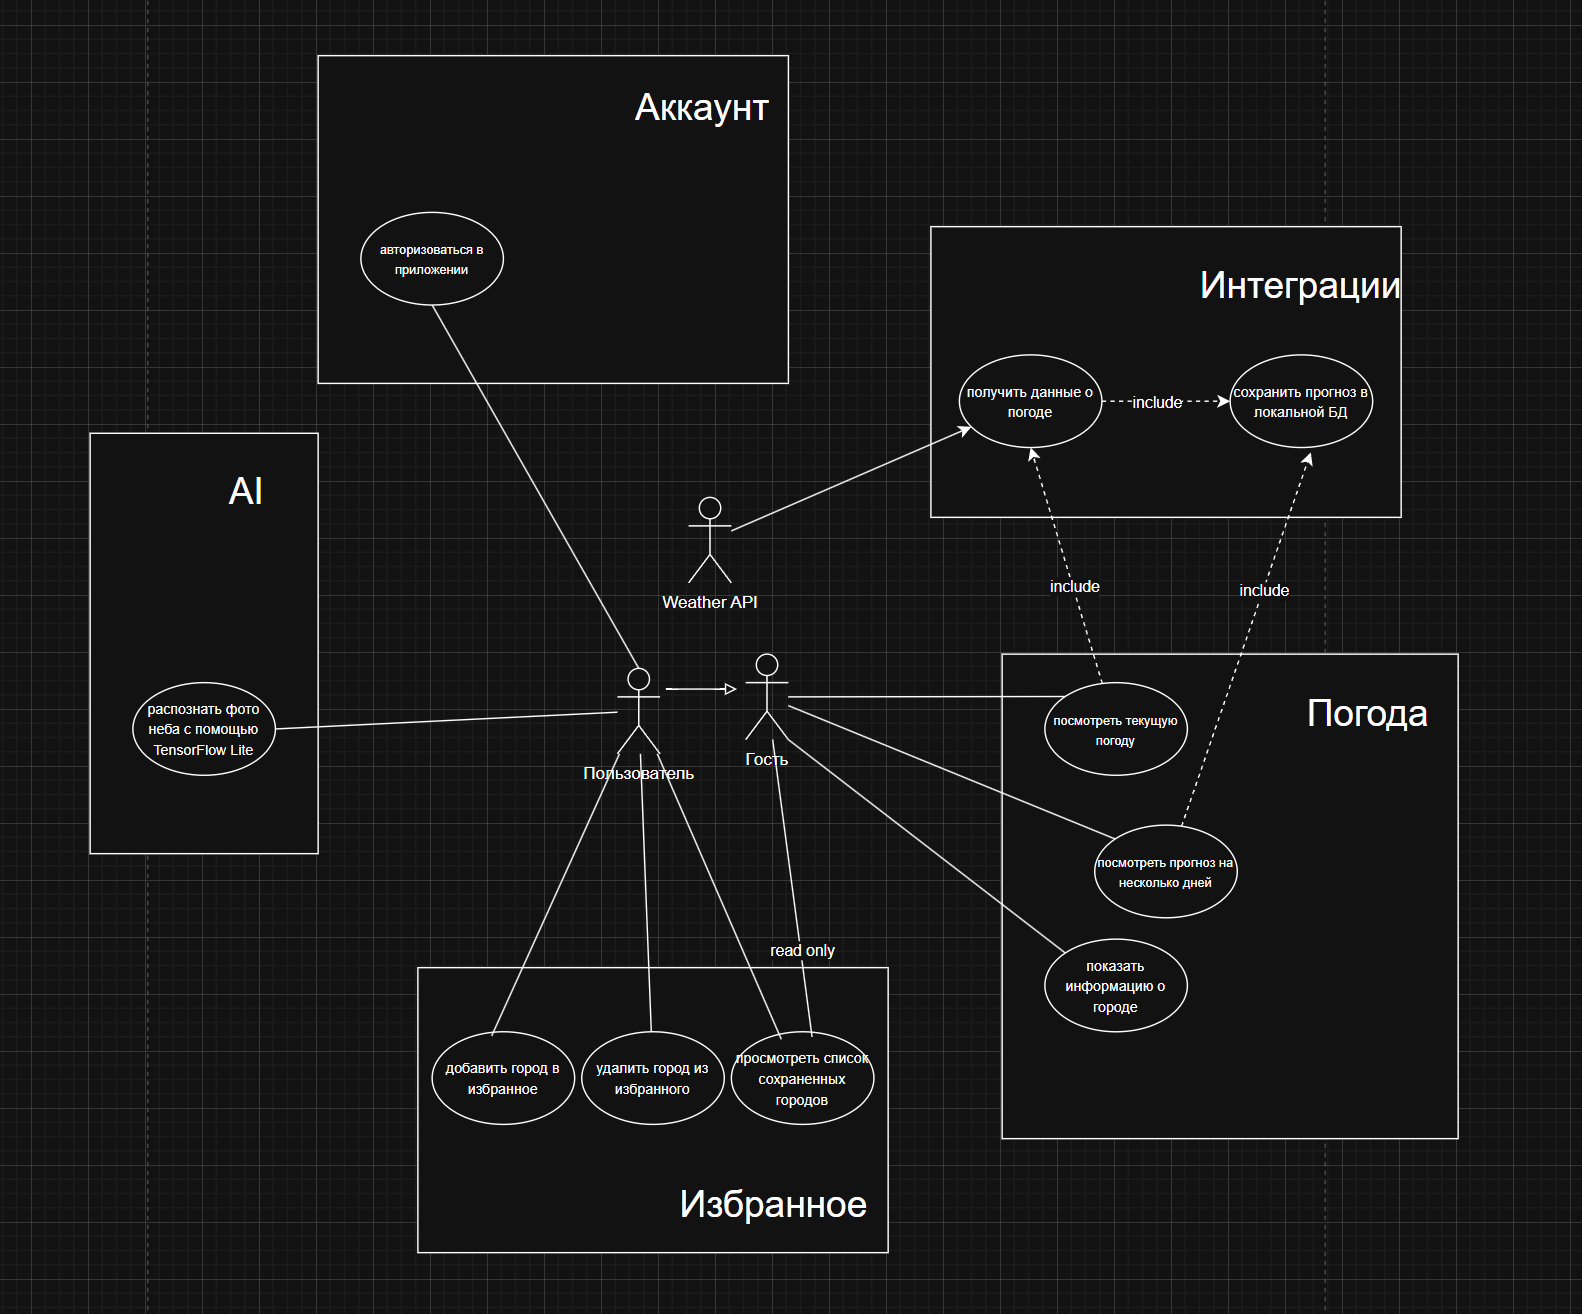 Аккаунт
авторизоваться в
приложении
Интеграции
получить данные о
погоде
include
сохранить прогноз в
локальной БД
AI
распознать фото
неба с помощью
TensorFlow Lite
Weather API
include
include
Пользователь
Гость
Погода
посмотреть текущую
погоду
посмотреть прогноз на
несколько дней
показать
информацию о
городе
read only
добавить город в
избранное
удалить город из
избранного
просмотреть список
сохраненных
городов
Избранное